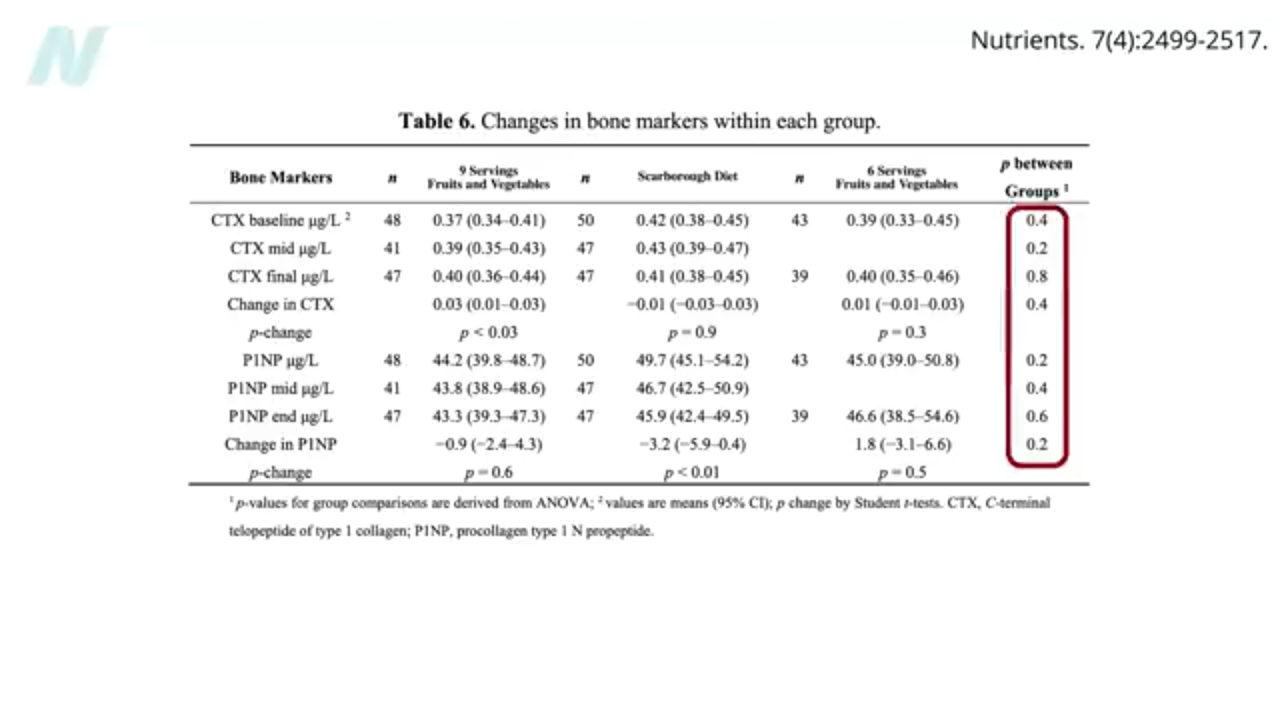 N
Nutrients. 7(4):2499-2517.
Table 6. Changes in bone markers within each group.
Bone Markers n 9 Servings Fruits and Vegetables n Scarborough Diet n 6 Servings Fruits and Vegetables p between Groups 1
CTX baseline µg/L 2 48 0.37 (0.34–0.41) 50 0.42 (0.38–0.45) 43 0.39 (0.33–0.45) 0.4
CTX mid µg/L 41 0.39 (0.35–0.43) 47 0.43 (0.39–0.47) 0.2
CTX final µg/L 47 0.40 (0.36–0.44) 47 0.41 (0.38–0.45) 39 0.40 (0.35–0.46) 0.8
Change in CTX 0.03 (0.01–0.03) −0.01 (−0.03–0.03) 0.01 (−0.01–0.03) 0.4
p-change p < 0.03 p = 0.9 p = 0.3
P1NP µg/L 48 44.2 (39.8–48.7) 50 49.7 (45.1–54.2) 43 45.0 (39.0–50.8) 0.2
P1NP mid µg/L 41 43.8 (38.9–48.6) 47 46.7 (42.5–50.9) 0.4
P1NP end µg/L 47 43.3 (39.3–47.3) 47 45.9 (42.4–49.5) 39 46.6 (38.5–54.6) 0.6
Change in P1NP −0.9 (−2.4–4.3) −3.2 (−5.9–0.4) 1.8 (−3.1–6.6) 0.2
p-change p = 0.6 p < 0.01 p = 0.5
1 p-values for group comparisons are derived from ANOVA; 2 values are means (95% CI); p change by Student t-tests. CTX, C-terminal
telopeptide of type 1 collagen; P1NP, procollagen type 1 N propeptide.